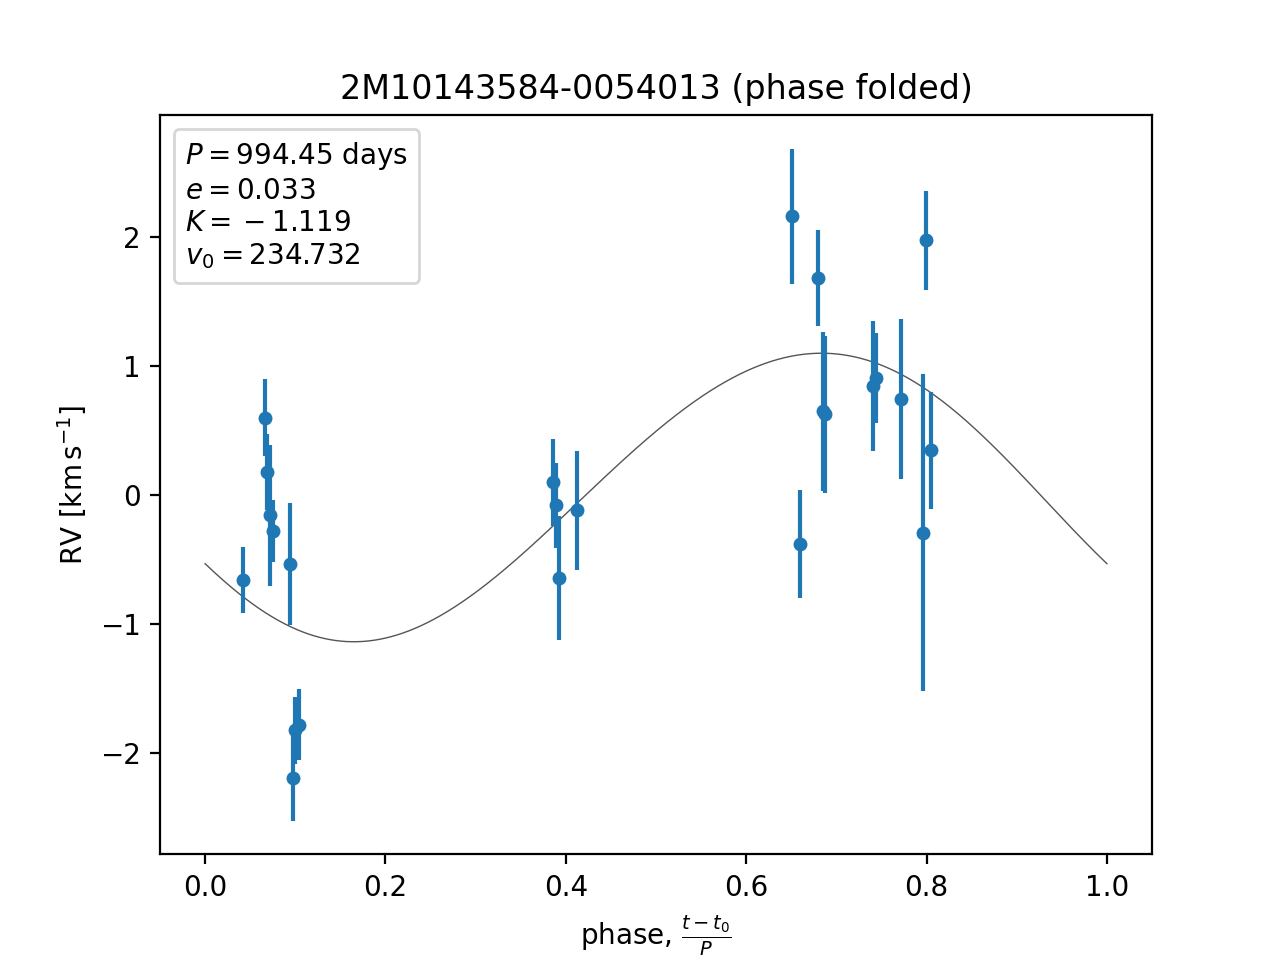 2M10143584-0054013 (phase folded)
P = 994.45 days
e = 0.033
K = −1.119
v₀ = 234.732
RV [km s⁻¹]
2
1
0
−1
−2
0.0 0.2 0.4 0.6 0.8 1.0
phase, (t − t₀)/P